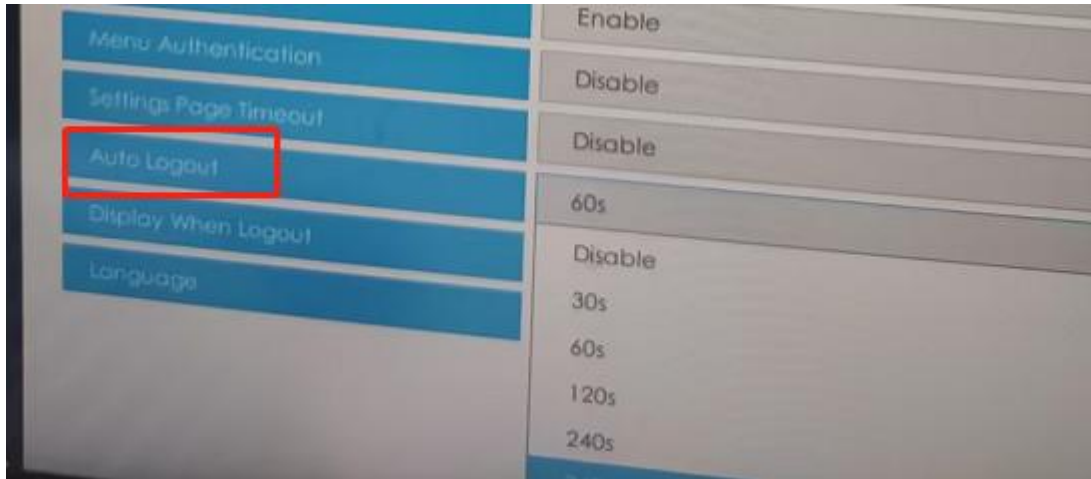 Enable
Menu Authentication
Disable
Settings Page Timeout
Disable
Auto Logout
60s
Display When Logout
Disable
Language
30s
60s
120s
240s